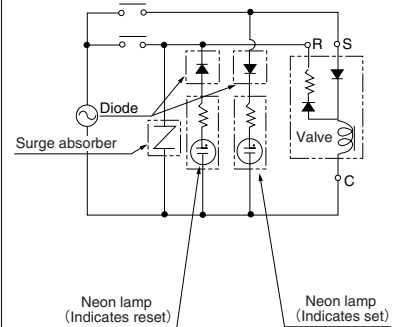 R
S
Diode
Surge absorber
Valve
C
Neon lamp
（Indicates reset）
Neon lamp
（Indicates set）